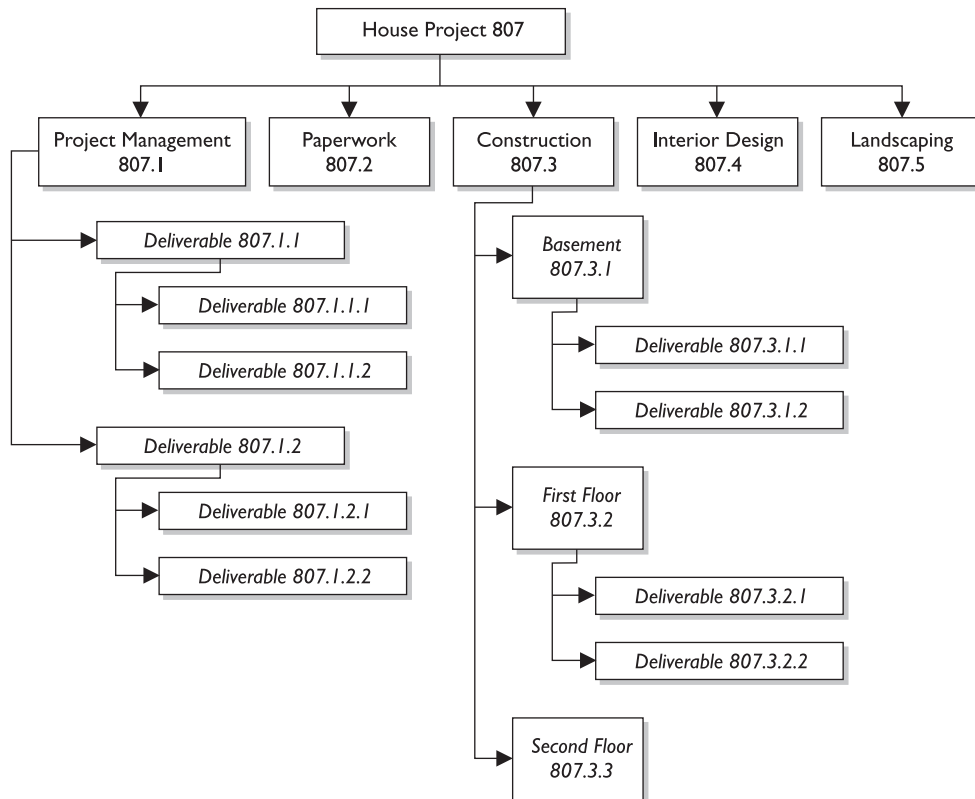 House Project 807
Project Management
807.1
Paperwork
807.2
Construction
807.3
Interior Design
807.4
Landscaping
807.5
Deliverable 807.1.1
Deliverable 807.1.1.1
Deliverable 807.1.1.2
Deliverable 807.1.2
Deliverable 807.1.2.1
Deliverable 807.1.2.2
Basement
807.3.1
Deliverable 807.3.1.1
Deliverable 807.3.1.2
First Floor
807.3.2
Deliverable 807.3.2.1
Deliverable 807.3.2.2
Second Floor
807.3.3